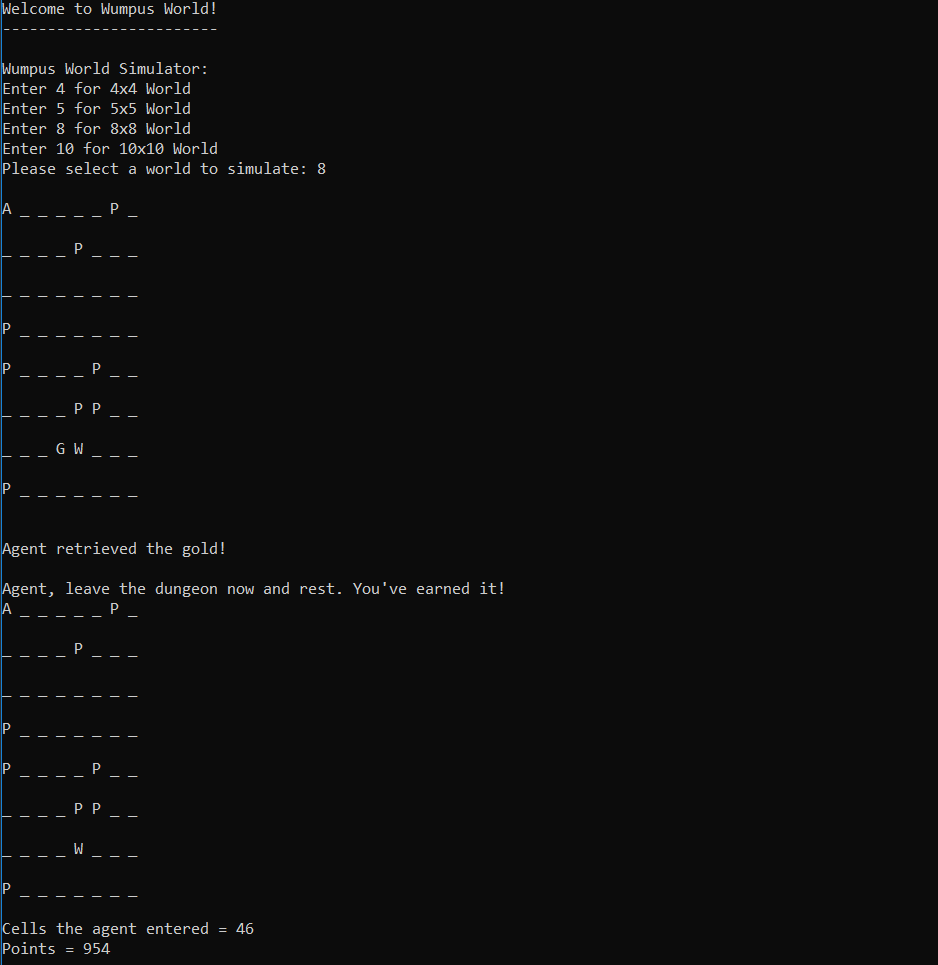 Welcome to Wumpus World!
------------------------
Wumpus World Simulator:
Enter 4 for 4x4 World
Enter 5 for 5x5 World
Enter 8 for 8x8 World
Enter 10 for 10x10 World
Please select a world to simulate: 8
A _ _ _ _ _ P _
_ _ _ _ P _ _ _
_ _ _ _ _ _ _ _
P _ _ _ _ _ _ _
P _ _ _ _ P _ _
_ _ _ _ P P _ _
_ _ _ G W _ _ _
P _ _ _ _ _ _ _
Agent retrieved the gold!
Agent, leave the dungeon now and rest. You've earned it!
A _ _ _ _ _ P _
_ _ _ _ P _ _ _
_ _ _ _ _ _ _ _
P _ _ _ _ _ _ _
P _ _ _ _ P _ _
_ _ _ _ P P _ _
_ _ _ _ W _ _ _
P _ _ _ _ _ _ _
Cells the agent entered = 46
Points = 954